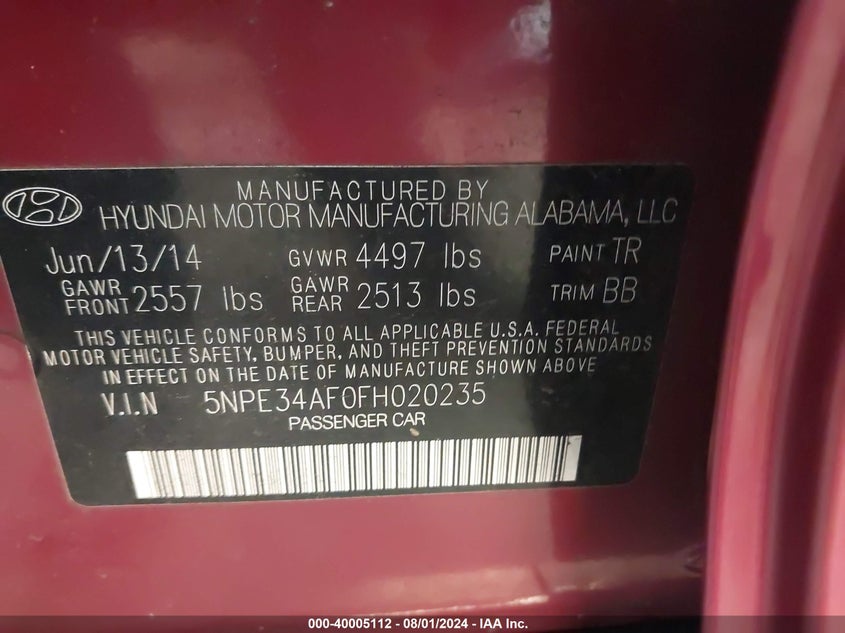 MANUFACTURED BY
HYUNDAI MOTOR MANUFACTURING ALABAMA, LLC
Jun/13/14 GVWR 4497 lbs PAINT TR
GAWR FRONT 2557 lbs GAWR REAR 2513 lbs TRIM BB
THIS VEHICLE CONFORMS TO ALL APPLICABLE U.S.A. FEDERAL
MOTOR VEHICLE SAFETY, BUMPER, AND THEFT PREVENTION STANDARDS
IN EFFECT ON THE DATE OF MANUFACTURE SHOWN ABOVE
V.I.N 5NPE34AF0FH020235
PASSENGER CAR
000-40005112 - 08/01/2024 - IAA Inc.